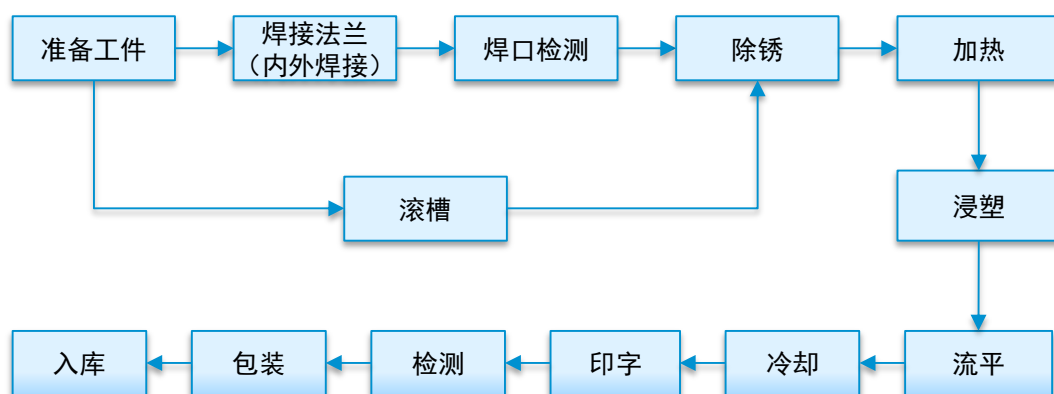 准备工件
焊接法兰
（内外焊接）
焊口检测
除锈
加热
滚槽
浸塑
入库
包装
检测
印字
冷却
流平